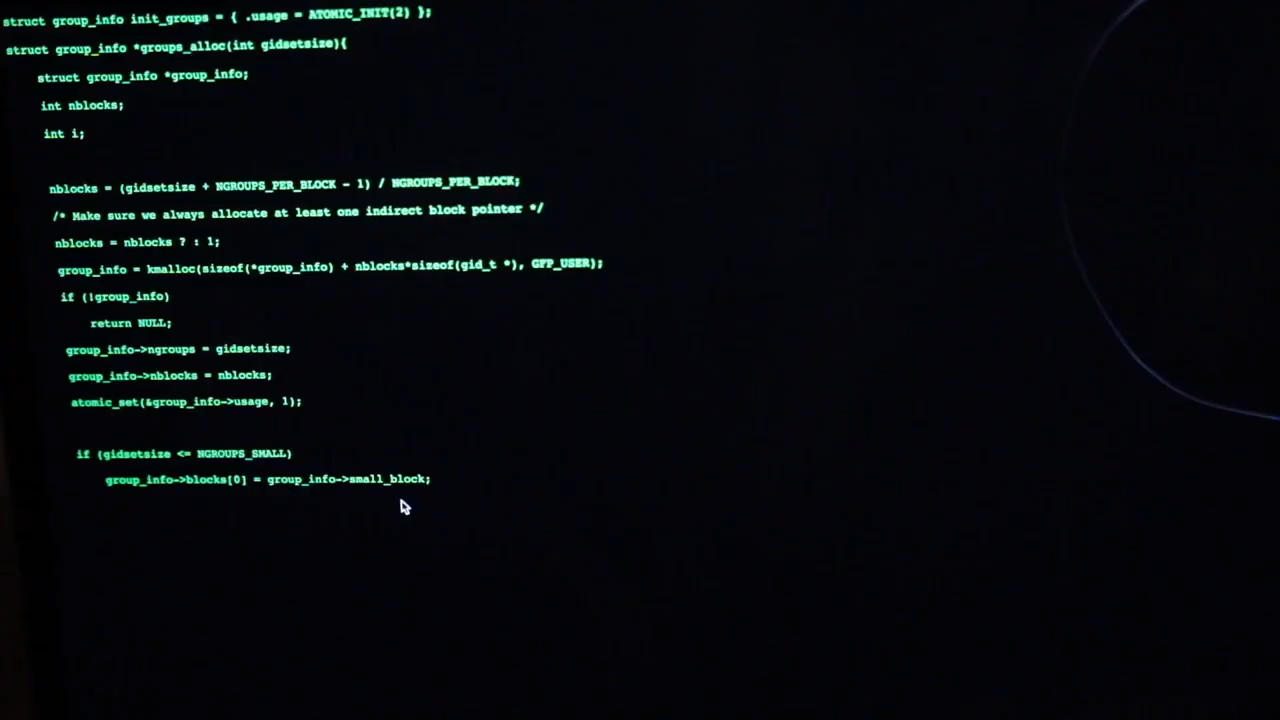 struct group_info init_groups = { .usage = ATOMIC_INIT(2) };
struct group_info *groups_alloc(int gidsetsize){
struct group_info *group_info;
int nblocks;
int i;
nblocks = (gidsetsize + NGROUPS_PER_BLOCK - 1) / NGROUPS_PER_BLOCK;
/* Make sure we always allocate at least one indirect block pointer */
nblocks = nblocks ? : 1;
group_info = kmalloc(sizeof(*group_info) + nblocks*sizeof(gid_t *), GFP_USER);
if (!group_info)
return NULL;
group_info->ngroups = gidsetsize;
group_info->nblocks = nblocks;
atomic_set(&group_info->usage, 1);
if (gidsetsize <= NGROUPS_SMALL)
group_info->blocks[0] = group_info->small_block;